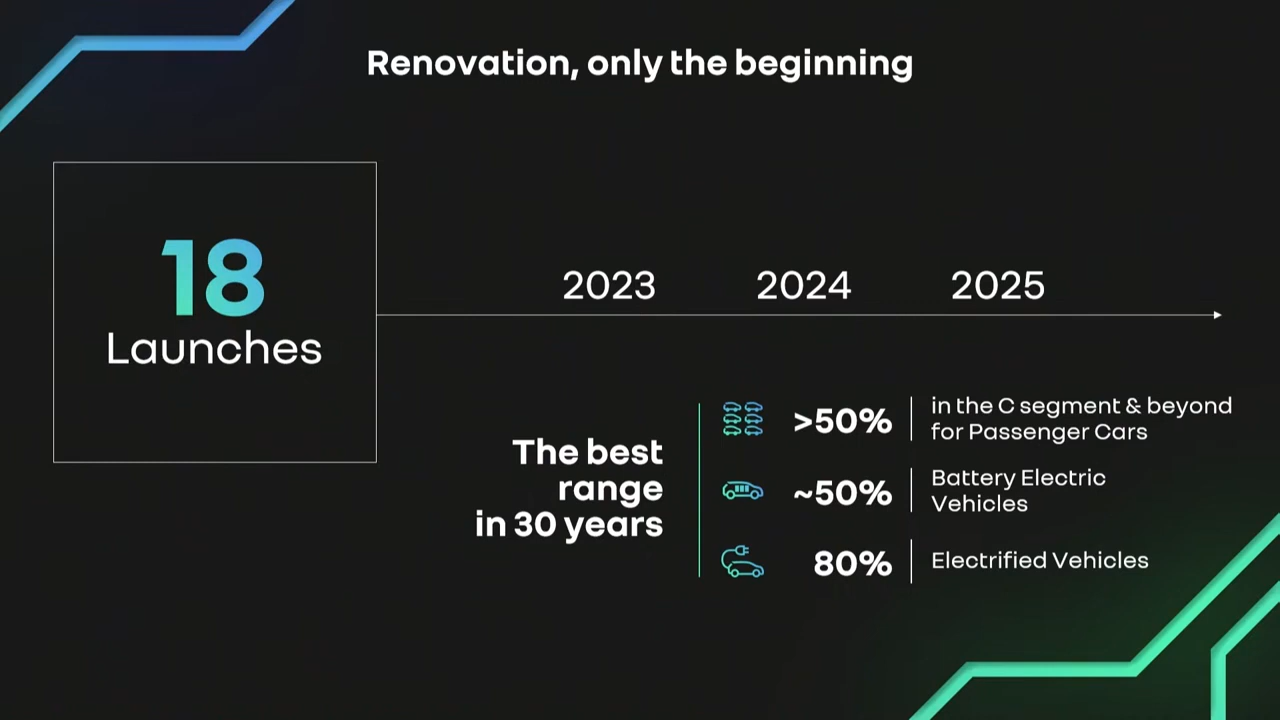 Renovation, only the beginning
18
Launches
2023 2024 2025
The best
range
in 30 years
>50%
in the C segment & beyond
for Passenger Cars
~50%
Battery Electric
Vehicles
80%
Electrified Vehicles